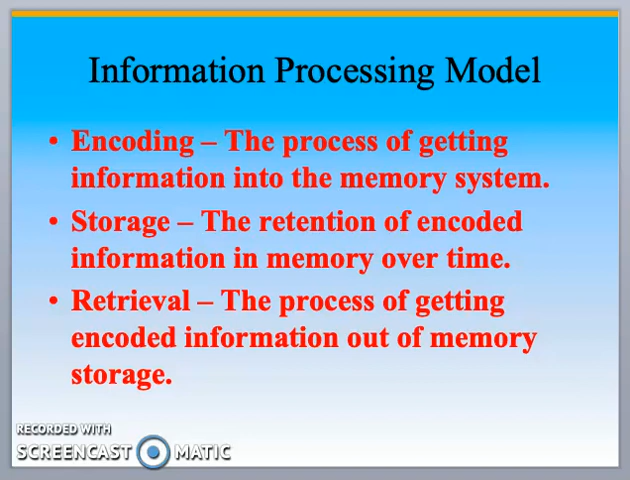 Information Processing Model
• Encoding – The process of getting
information into the memory system.
• Storage – The retention of encoded
information in memory over time.
• Retrieval – The process of getting
encoded information out of memory
storage.
RECORDED WITH
SCREENCAST MATIC